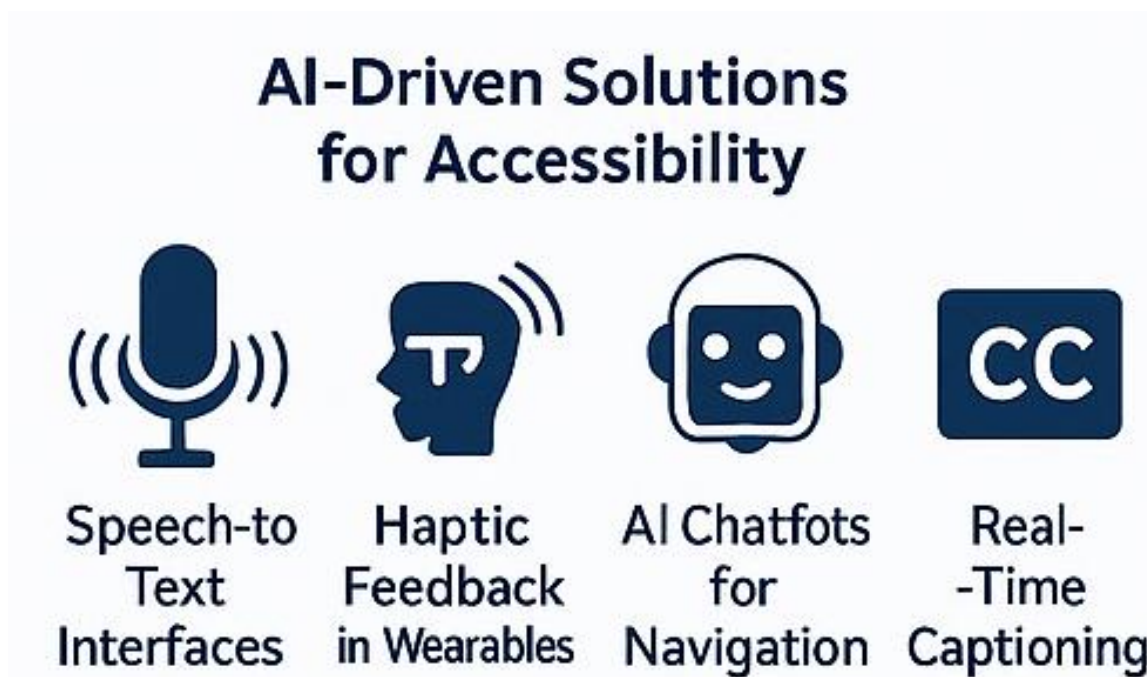 AI-Driven Solutions
for Accessibility
CC
Speech-to
Text
Interfaces
Haptic
Feedback
in Wearables
AI Chatfots
for
Navigation
Real-
-Time
Captioning